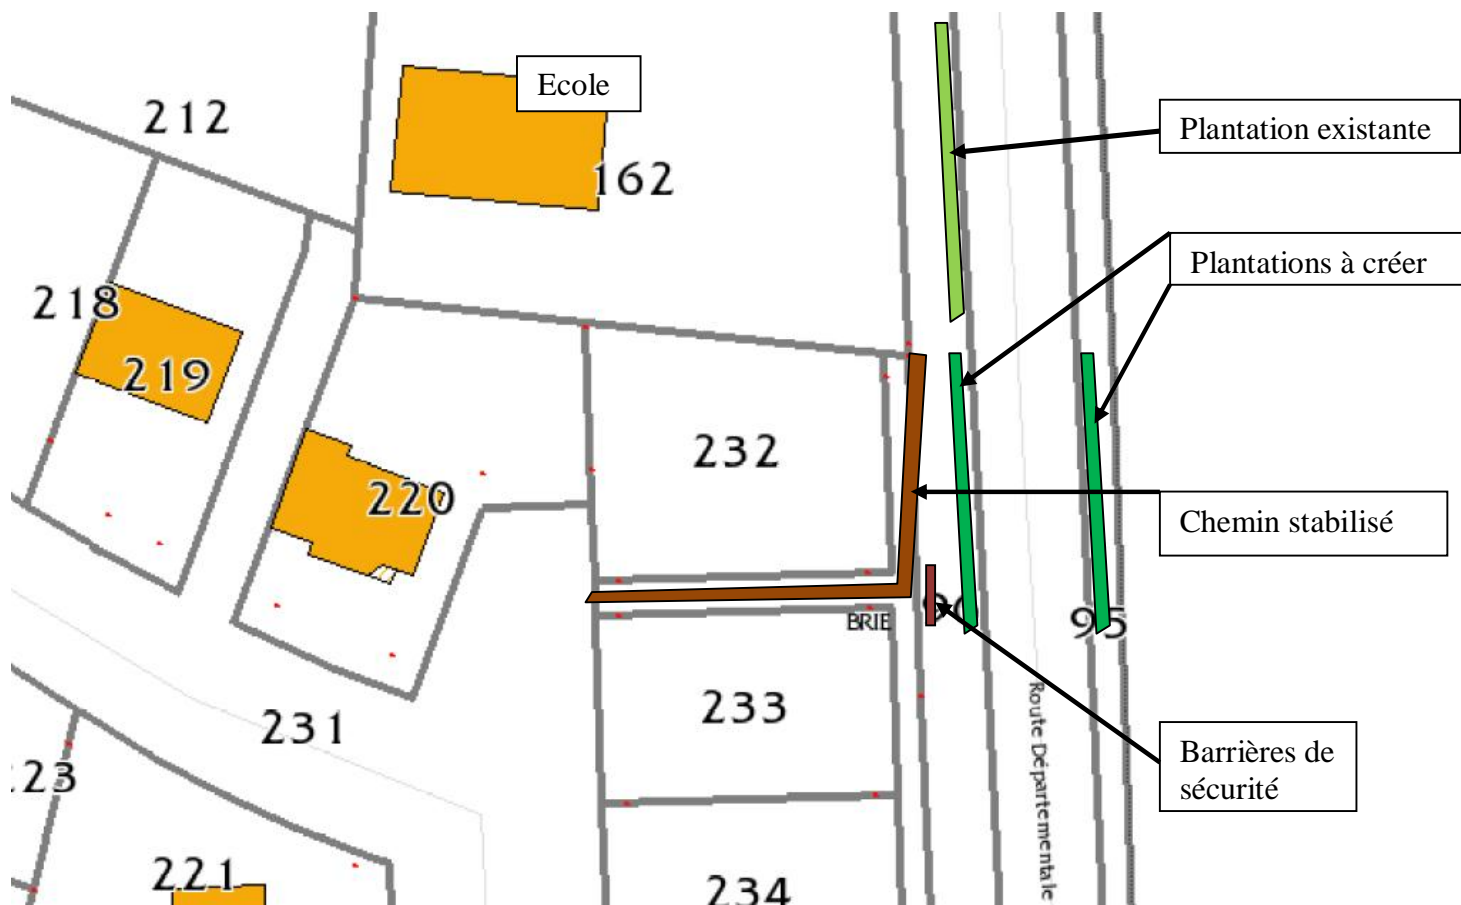 Ecole
212
Plantation existante
162
Plantations à créer
218
219
232
220
Chemin stabilisé
BRIE
95
233
231
Route Départementale
Barrières de
sécurité
23
221
234